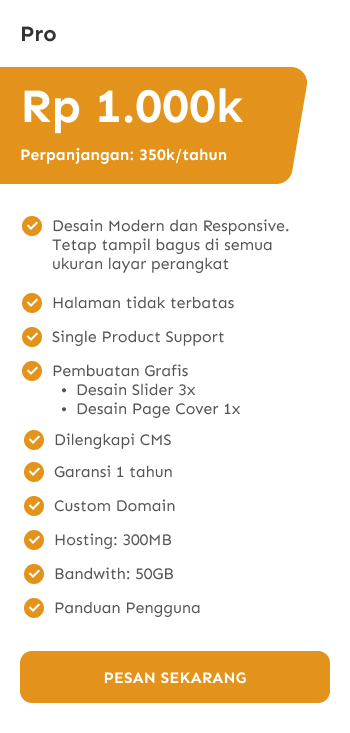 Pro
Rp 1.000k
Perpanjangan: 350k/tahun
Desain Modern dan Responsive.
Tetap tampil bagus di semua
ukuran layar perangkat
Halaman tidak terbatas
Single Product Support
Pembuatan Grafis
• Desain Slider 3x
• Desain Page Cover 1x
Dilengkapi CMS
Garansi 1 tahun
Custom Domain
Hosting: 300MB
Bandwith: 50GB
Panduan Pengguna
PESAN SEKARANG